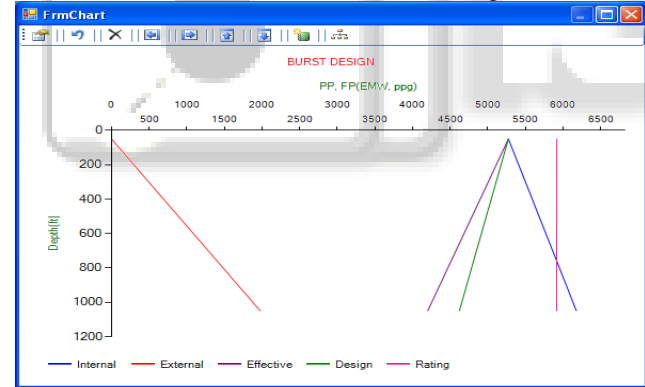 FrmChart
BURST DESIGN
PP, FP(EMW, ppg)
0 1000 2000 3000 4000 5000 6000
500 1500 2500 3500 4500 5500 6500
0
200
400
600
800
1000
1200
Depth[ft]
Internal External Effective Design Rating